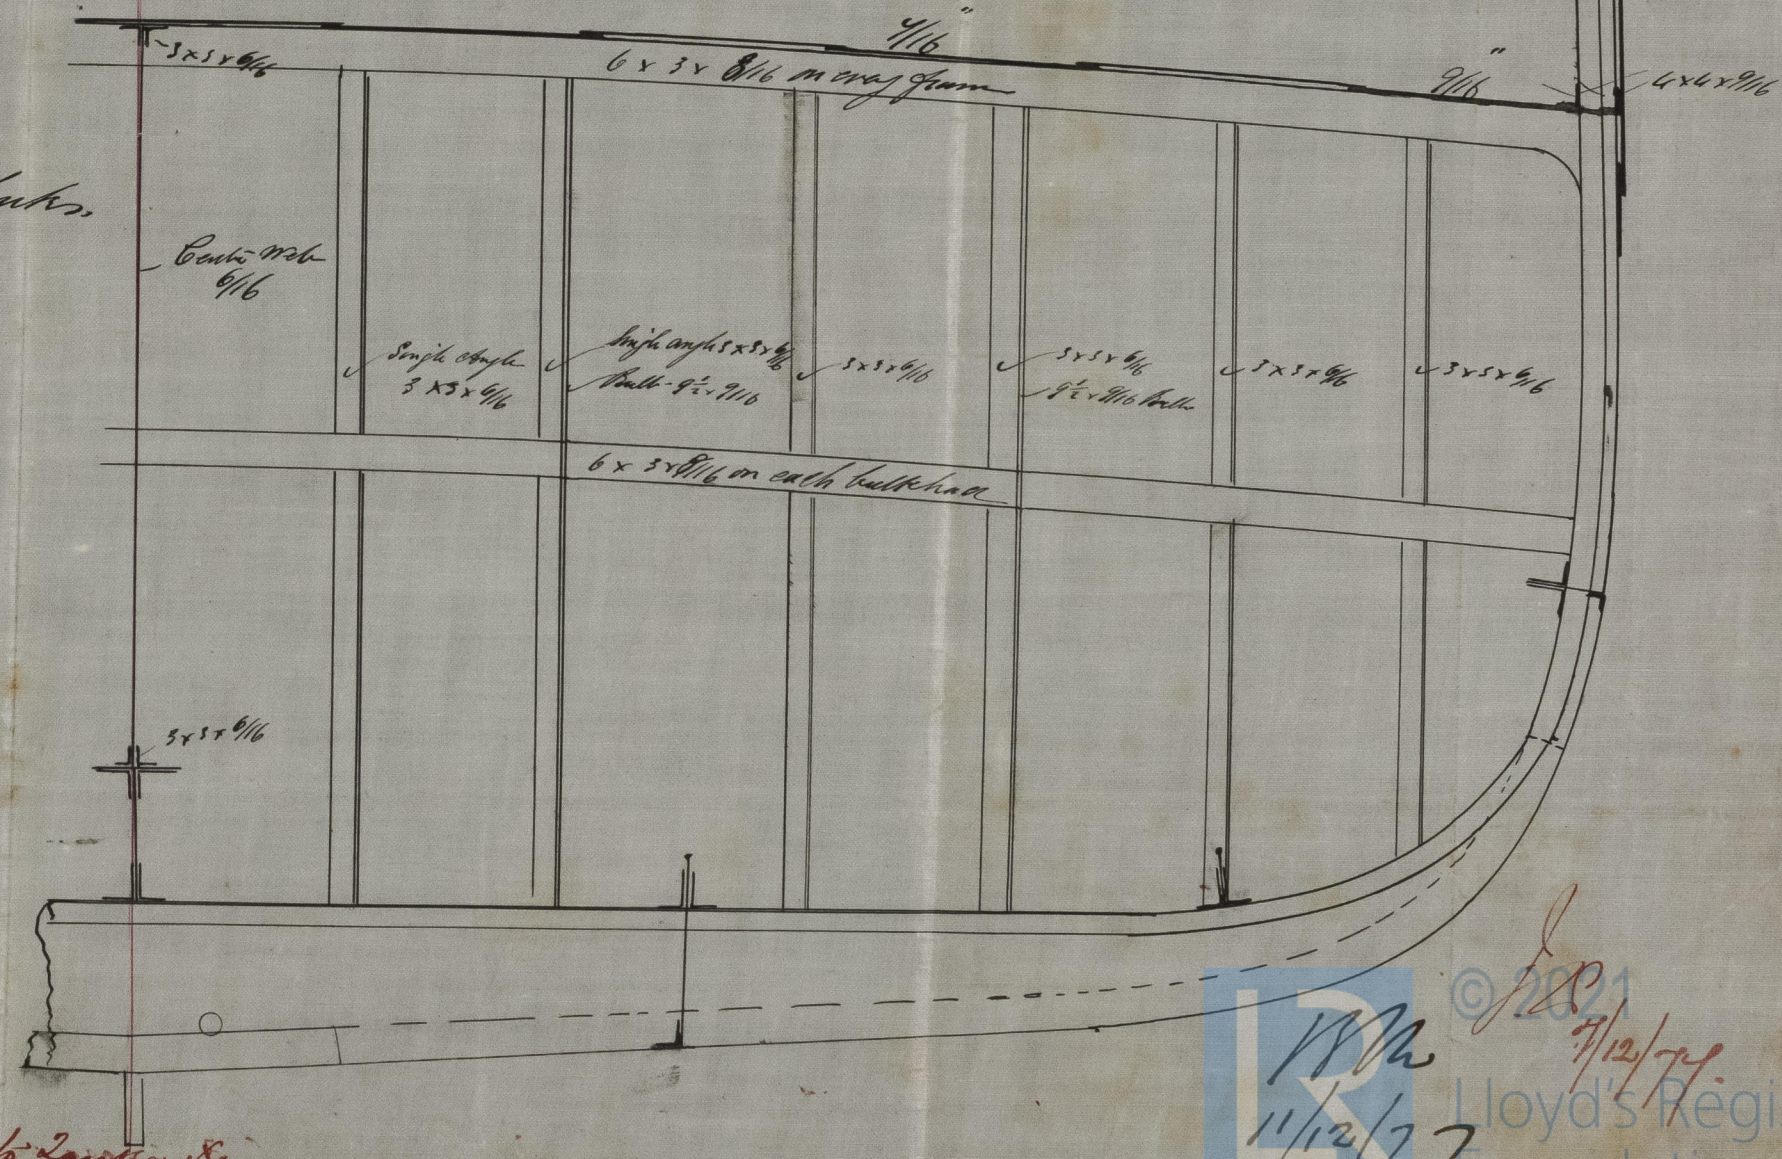 7/16"
3x3x6/16
6 x 3 x 8/16 on every frame
9/16"
4x4x9/16
Centre Web
6/16
Single Angle
3 x 3 x 6/16
Single angle 3x3x6/16
Bulb - 9½ x 9/16
3x3x6/16
3x3x6/16
9½ x 9/16 Bulb
3x3x6/16
3x3x6/16
6 x 3 x 8/16 on each bulkhead
3x3x6/16
11/12/77
7/12/77.
© 2021
LR
Lloyd's Regi